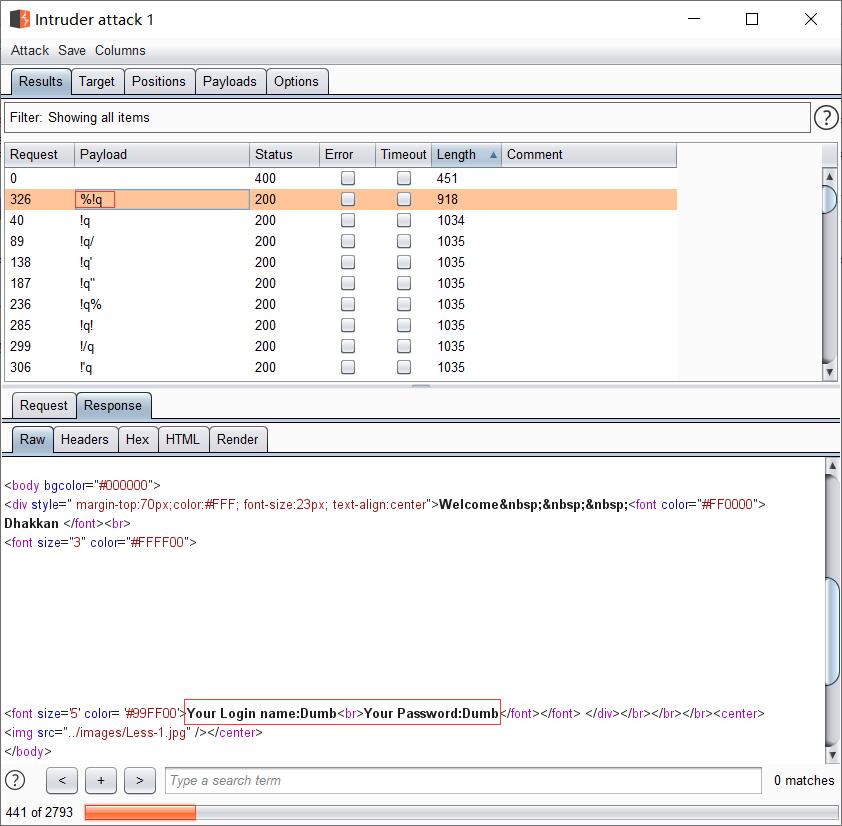 Intruder attack 1
Attack Save Columns
Results Target Positions Payloads Options
Filter: Showing all items ?
Request Payload Status Error Timeout Length Comment
0 400 451
326 %!q 200 918
40 !q 200 1034
89 !q/ 200 1035
138 !q' 200 1035
187 !q" 200 1035
236 !q% 200 1035
285 !q! 200 1035
299 !/q 200 1035
306 !'q 200 1035
Request Response
Raw Headers Hex HTML Render
<body bgcolor="#000000">
<div style=" margin-top:70px;color:#FFF; font-size:23px; text-align:center">Welcome&nbsp;&nbsp;&nbsp;<font color="#FF0000">
Dhakkan </font><br>
<font size="3" color="#FFFF00">
<font size='5' color= '#99FF00'>Your Login name:Dumb<br>Your Password:Dumb</font></font> </div></br></br></br><center>
<img src="../images/Less-1.jpg" /></center>
</body>
? < + > Type a search term 0 matches
441 of 2793